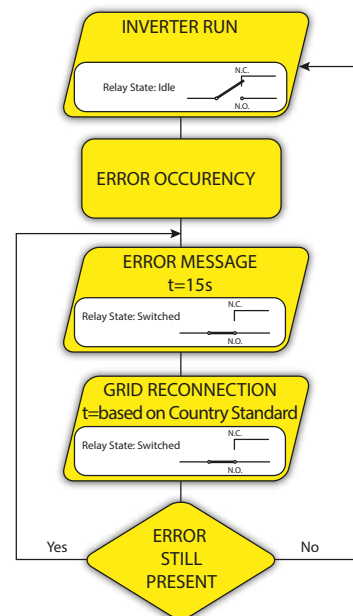 INVERTER RUN
N.C.
Relay State: Idle
N.O.
ERROR OCCURENCY
ERROR MESSAGE
t=15s
N.C.
Relay State: Switched
N.O.
GRID RECONNECTION
t=based on Country Standard
N.C.
Relay State: Switched
N.O.
Yes
ERROR
STILL
PRESENT
No